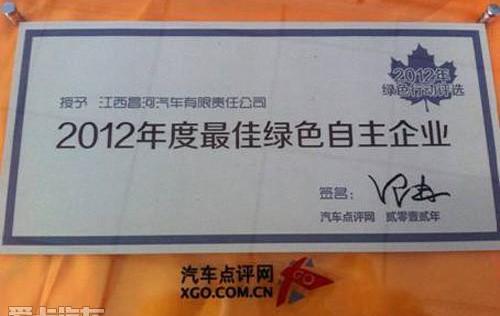 2012年
绿色行动评选
授予 江西昌河汽车有限责任公司
2012年度最佳绿色自主企业
签名：
汽车点评网 贰零壹贰年
汽车点评网
XGO.COM.CN
XGO